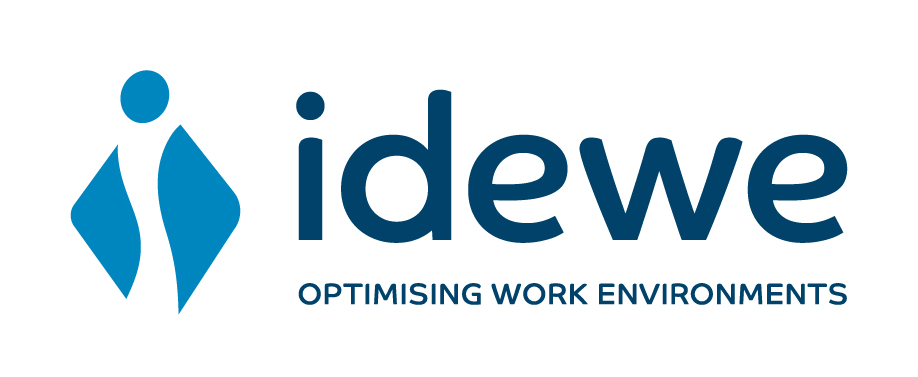 idewe
OPTIMISING WORK ENVIRONMENTS